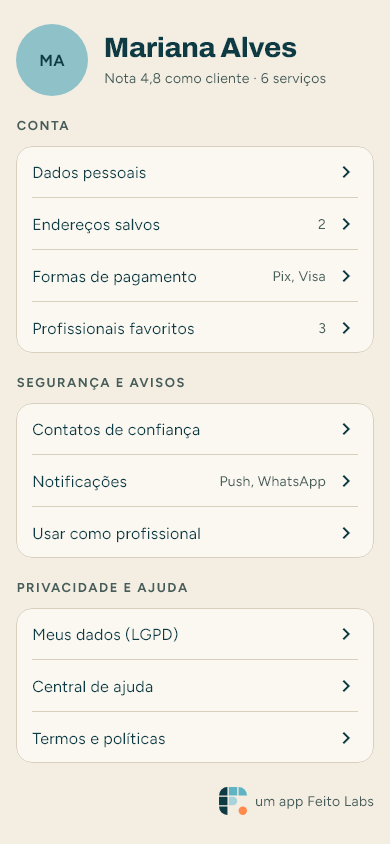 MA
Mariana Alves
Nota 4,8 como cliente · 6 serviços
CONTA
Dados pessoais
Endereços salvos 2
Formas de pagamento Pix, Visa
Profissionais favoritos 3
SEGURANÇA E AVISOS
Contatos de confiança
Notificações Push, WhatsApp
Usar como profissional
PRIVACIDADE E AJUDA
Meus dados (LGPD)
Central de ajuda
Termos e políticas
um app Feito Labs